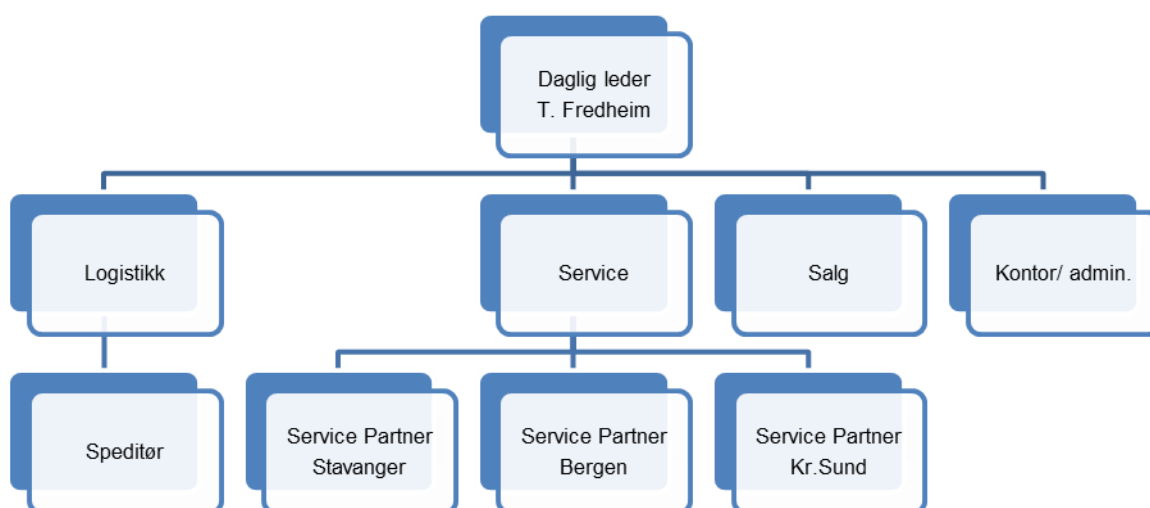 Daglig leder
T. Fredheim
Logistikk
Service
Salg
Kontor/ admin.
Speditør
Service Partner
Stavanger
Service Partner
Bergen
Service Partner
Kr.Sund